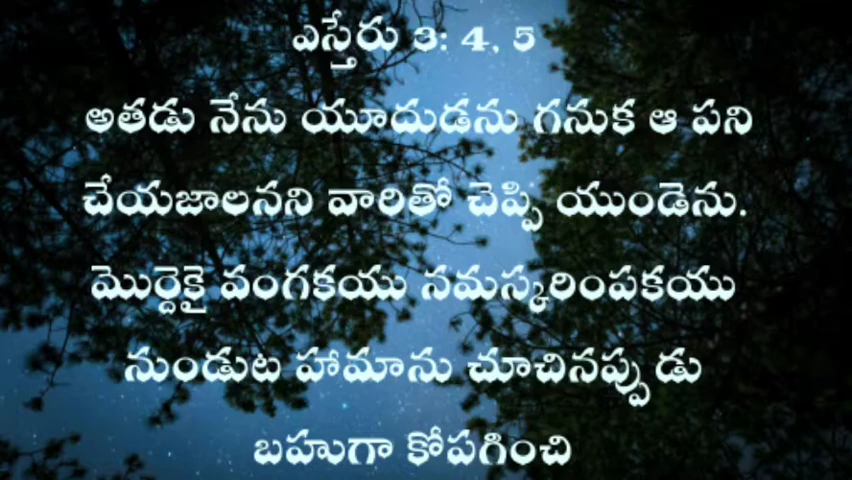 ఎస్తేరు 3: 4, 5
అతడు నేను యూదుడను గనుక ఆ పని
చేయజాలనని వారితో చెప్పి యుండెను.
మొర్దెకై వంగకయు నమస్కరింపకయు
నుండుట హామాను చూచినప్పుడు
బహుగా కోపగించి